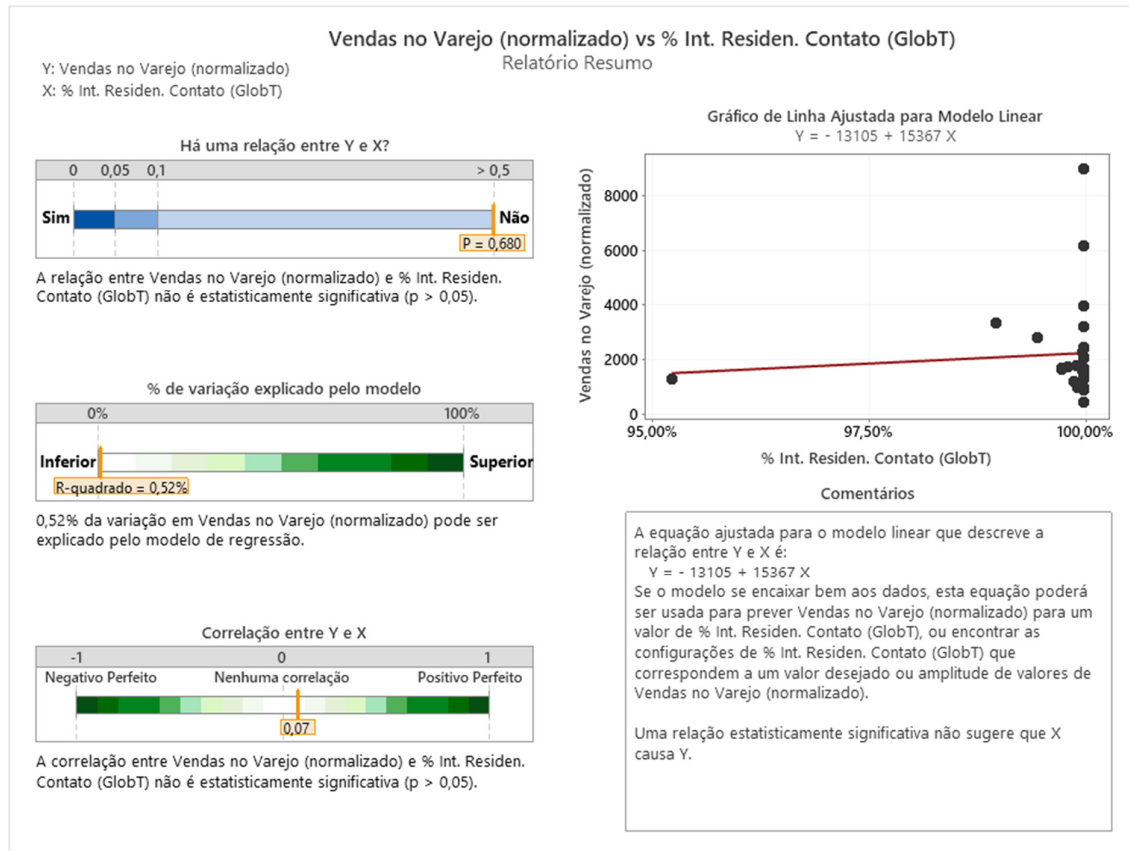 Vendas no Varejo (normalizado) vs % Int. Residen. Contato (GlobT)
Relatório Resumo
Y: Vendas no Varejo (normalizado)
X: % Int. Residen. Contato (GlobT)
Há uma relação entre Y e X?
0 0,05 0,1 > 0,5
Sim Não
P = 0,680
A relação entre Vendas no Varejo (normalizado) e % Int. Residen.
Contato (GlobT) não é estatisticamente significativa (p > 0,05).
% de variação explicado pelo modelo
0% 100%
Inferior Superior
R-quadrado = 0,52%
0,52% da variação em Vendas no Varejo (normalizado) pode ser
explicado pelo modelo de regressão.
Correlação entre Y e X
-1 0 1
Negativo Perfeito Nenhuma correlação Positivo Perfeito
0,07
A correlação entre Vendas no Varejo (normalizado) e % Int. Residen.
Contato (GlobT) não é estatisticamente significativa (p > 0,05).
Gráfico de Linha Ajustada para Modelo Linear
Y = - 13105 + 15367 X
Vendas no Varejo (normalizado)
8000
6000
4000
2000
0
95,00% 97,50% 100,00%
% Int. Residen. Contato (GlobT)
Comentários
A equação ajustada para o modelo linear que descreve a
relação entre Y e X é:
Y = - 13105 + 15367 X
Se o modelo se encaixar bem aos dados, esta equação poderá
ser usada para prever Vendas no Varejo (normalizado) para um
valor de % Int. Residen. Contato (GlobT), ou encontrar as
configurações de % Int. Residen. Contato (GlobT) que
correspondem a um valor desejado ou amplitude de valores de
Vendas no Varejo (normalizado).
Uma relação estatisticamente significativa não sugere que X
causa Y.